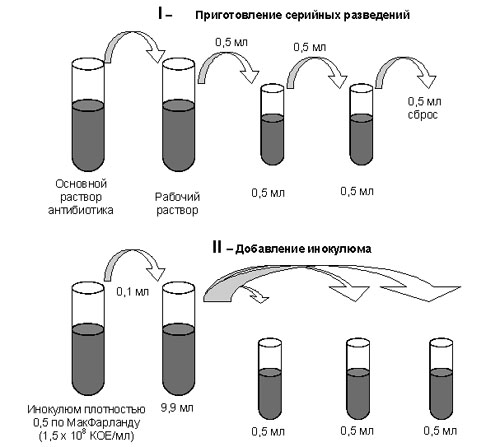 I – Приготовление серийных разведений
0,5 мл
0,5 мл
0,5 мл
сброс
Основной
раствор
антибиотика
Рабочий
раствор
0,5 мл
0,5 мл
II – Добавление инокулюма
0,1 мл
Инокулюм плотностью
0,5 по МакФарланду
(1,5 x 10⁸ КОЕ/мл)
9,9 мл
0,5 мл
0,5 мл
0,5 мл